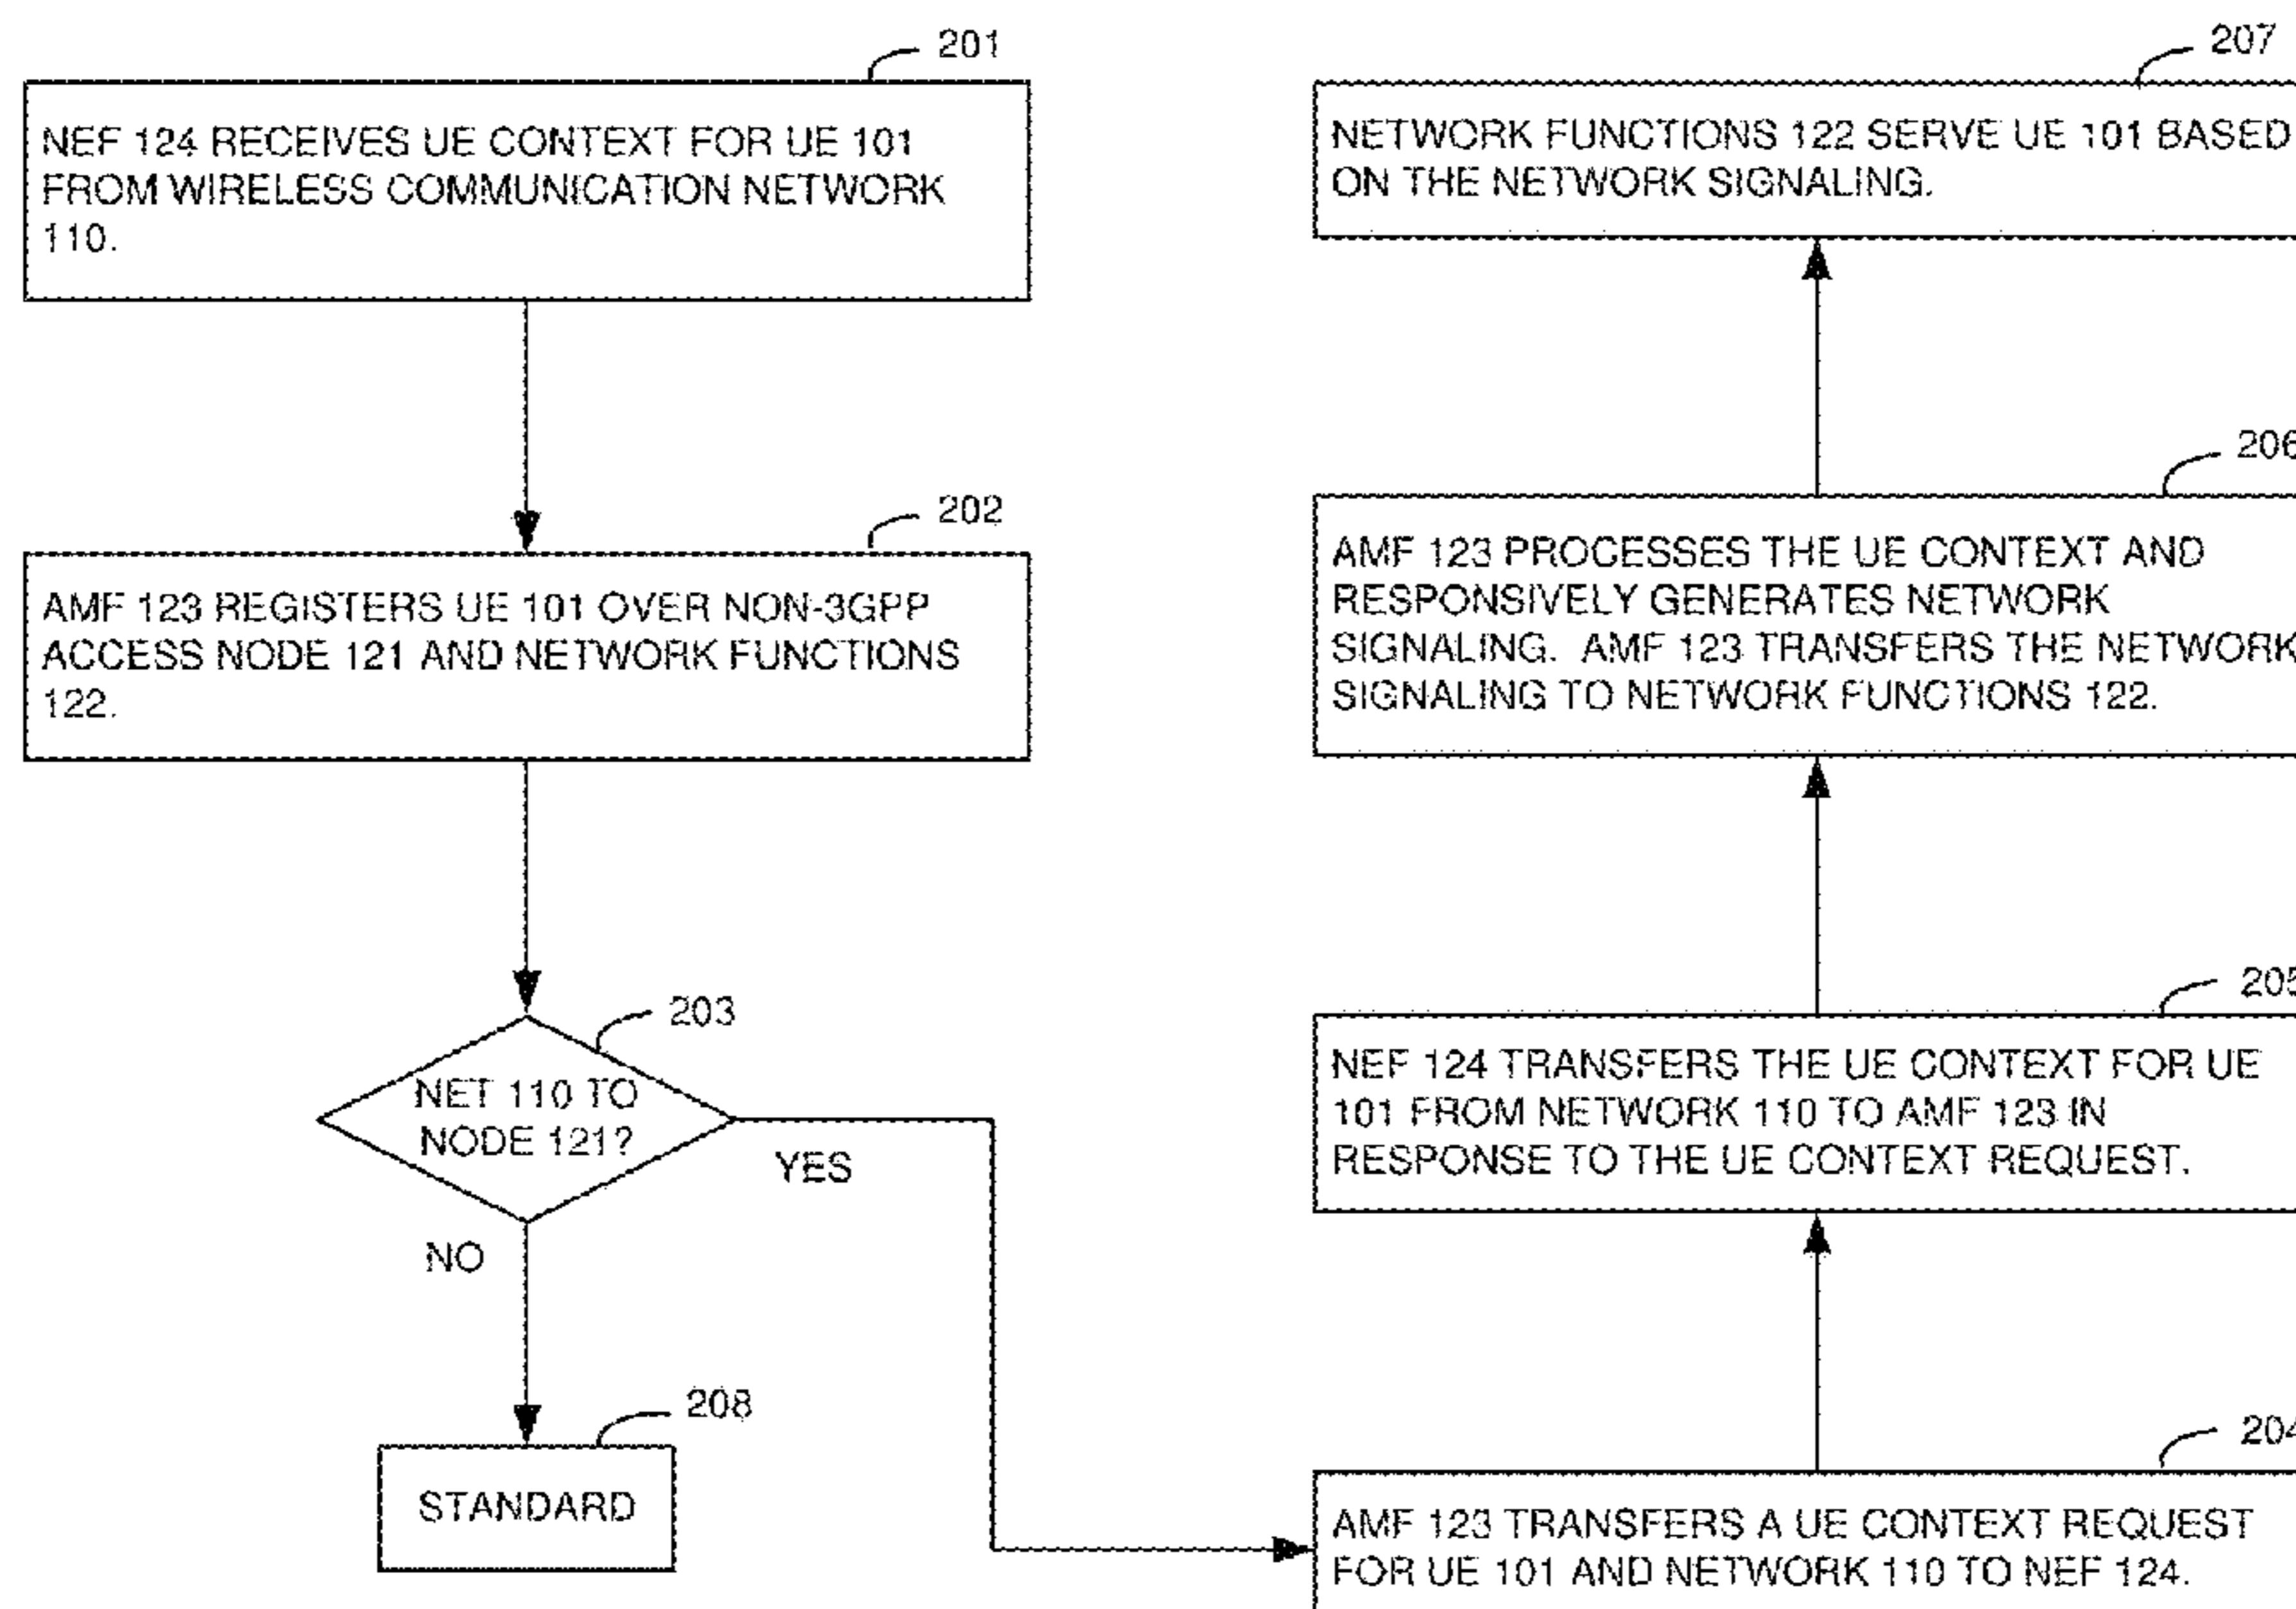 201
NEF 124 RECEIVES UE CONTEXT FOR UE 101
FROM WIRELESS COMMUNICATION NETWORK
110.
202
AMF 123 REGISTERS UE 101 OVER NON-3GPP
ACCESS NODE 121 AND NETWORK FUNCTIONS
122.
203
NET 110 TO
NODE 121?
YES
NO
208
STANDARD
207
NETWORK FUNCTIONS 122 SERVE UE 101 BASED
ON THE NETWORK SIGNALING.
206
AMF 123 PROCESSES THE UE CONTEXT AND
RESPONSIVELY GENERATES NETWORK
SIGNALING. AMF 123 TRANSFERS THE NETWORK
SIGNALING TO NETWORK FUNCTIONS 122.
205
NEF 124 TRANSFERS THE UE CONTEXT FOR UE
101 FROM NETWORK 110 TO AMF 123 IN
RESPONSE TO THE UE CONTEXT REQUEST.
204
AMF 123 TRANSFERS A UE CONTEXT REQUEST
FOR UE 101 AND NETWORK 110 TO NEF 124.